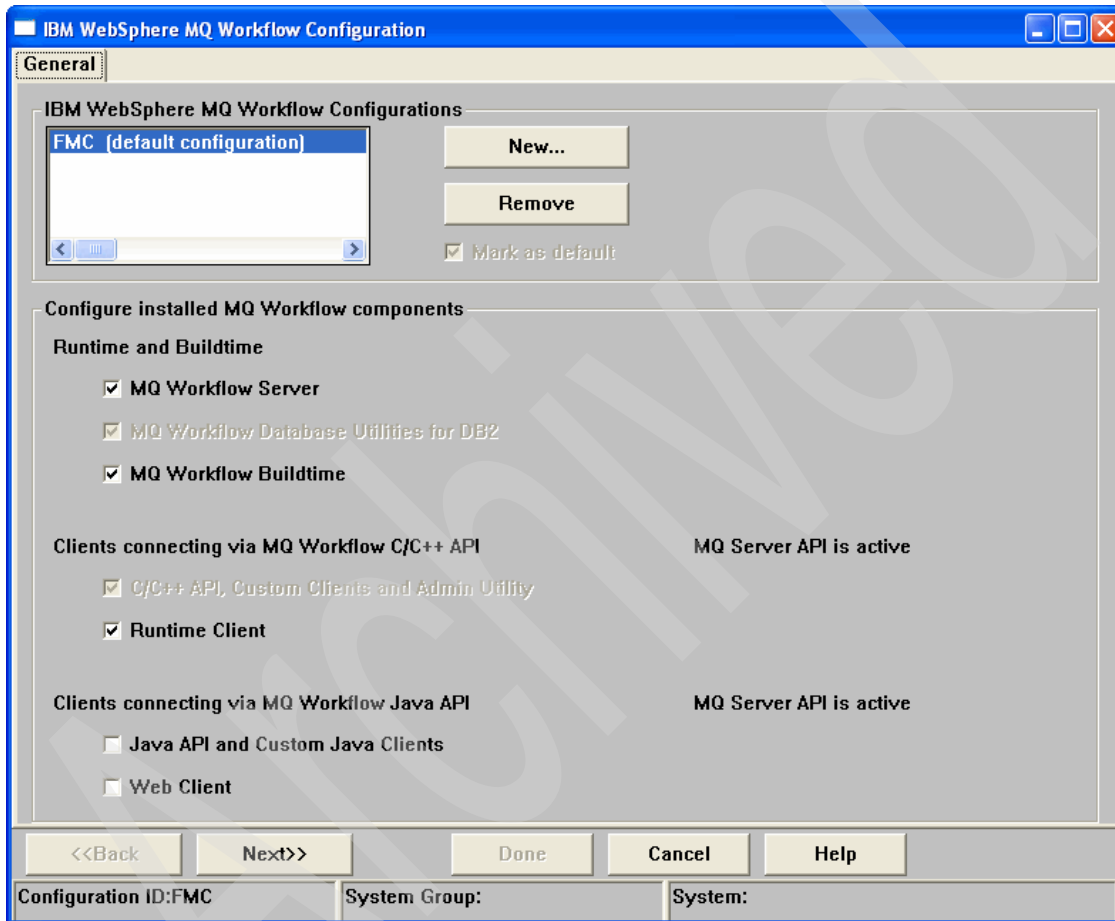 IBM WebSphere MQ Workflow Configuration
General
IBM WebSphere MQ Workflow Configurations
FMC (default configuration)
New...
Remove
Mark as default
Configure installed MQ Workflow components
Runtime and Buildtime
MQ Workflow Server
MQ Workflow Database Utilities for DB2
MQ Workflow Buildtime
Clients connecting via MQ Workflow C/C++ API MQ Server API is active
C/C++ API, Custom Clients and Admin Utility
Runtime Client
Clients connecting via MQ Workflow Java API MQ Server API is active
Java API and Custom Java Clients
Web Client
<<Back Next>> Done Cancel Help
Configuration ID:FMC System Group: System:
Archived